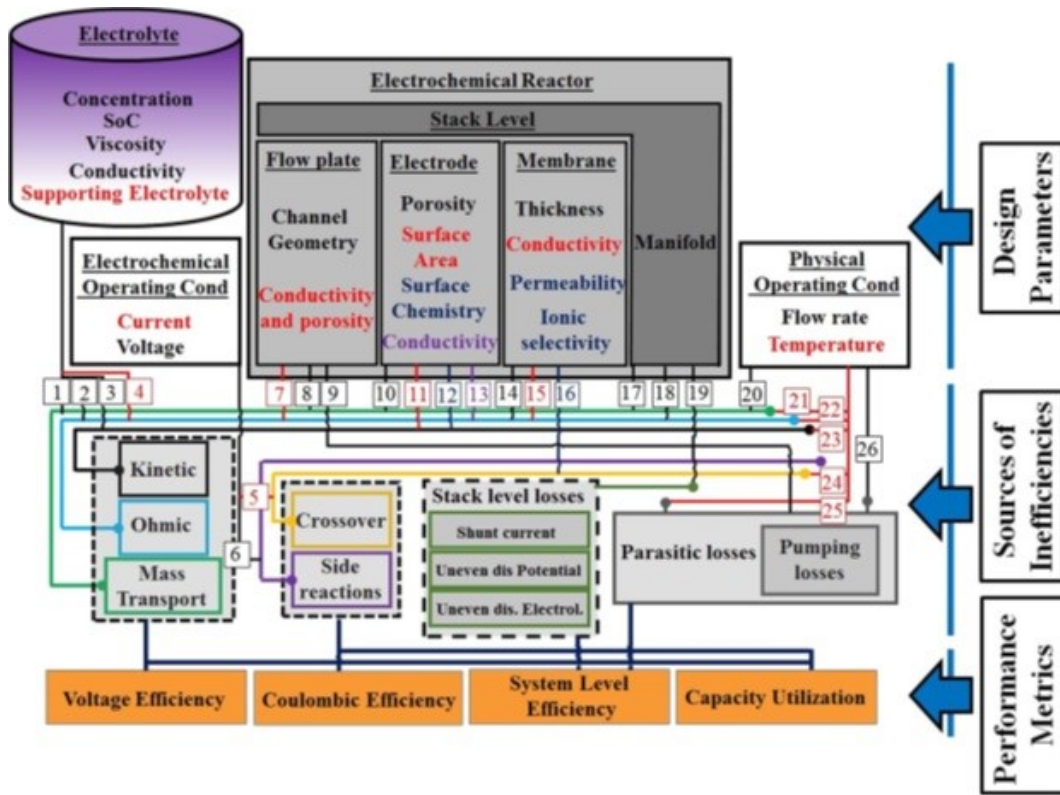 Electrolyte
Concentration
SoC
Viscosity
Conductivity
Supporting Electrolyte
Electrochemical
Operating Cond
Current
Voltage
Electrochemical Reactor
Stack Level
Flow plate
Channel
Geometry
Conductivity
and porosity
Electrode
Porosity
Surface
Area
Surface
Chemistry
Conductivity
Membrane
Thickness
Conductivity
Permeability
Ionic
selectivity
Manifold
Physical
Operating Cond
Flow rate
Temperature
Design
Parameters
1
2
3
4
7
8
9
10
11
12
13
14
15
16
17
18
19
20
21
22
23
24
25
26
5
6
Kinetic
Ohmic
Mass
Transport
Crossover
Side
reactions
Stack level losses
Shunt current
Uneven dis Potential
Uneven dis. Electrol.
Parasitic losses
Pumping
losses
Sources of
Inefficiencies
Voltage Efficiency
Coulombic Efficiency
System Level
Efficiency
Capacity Utilization
Performance
Metrics